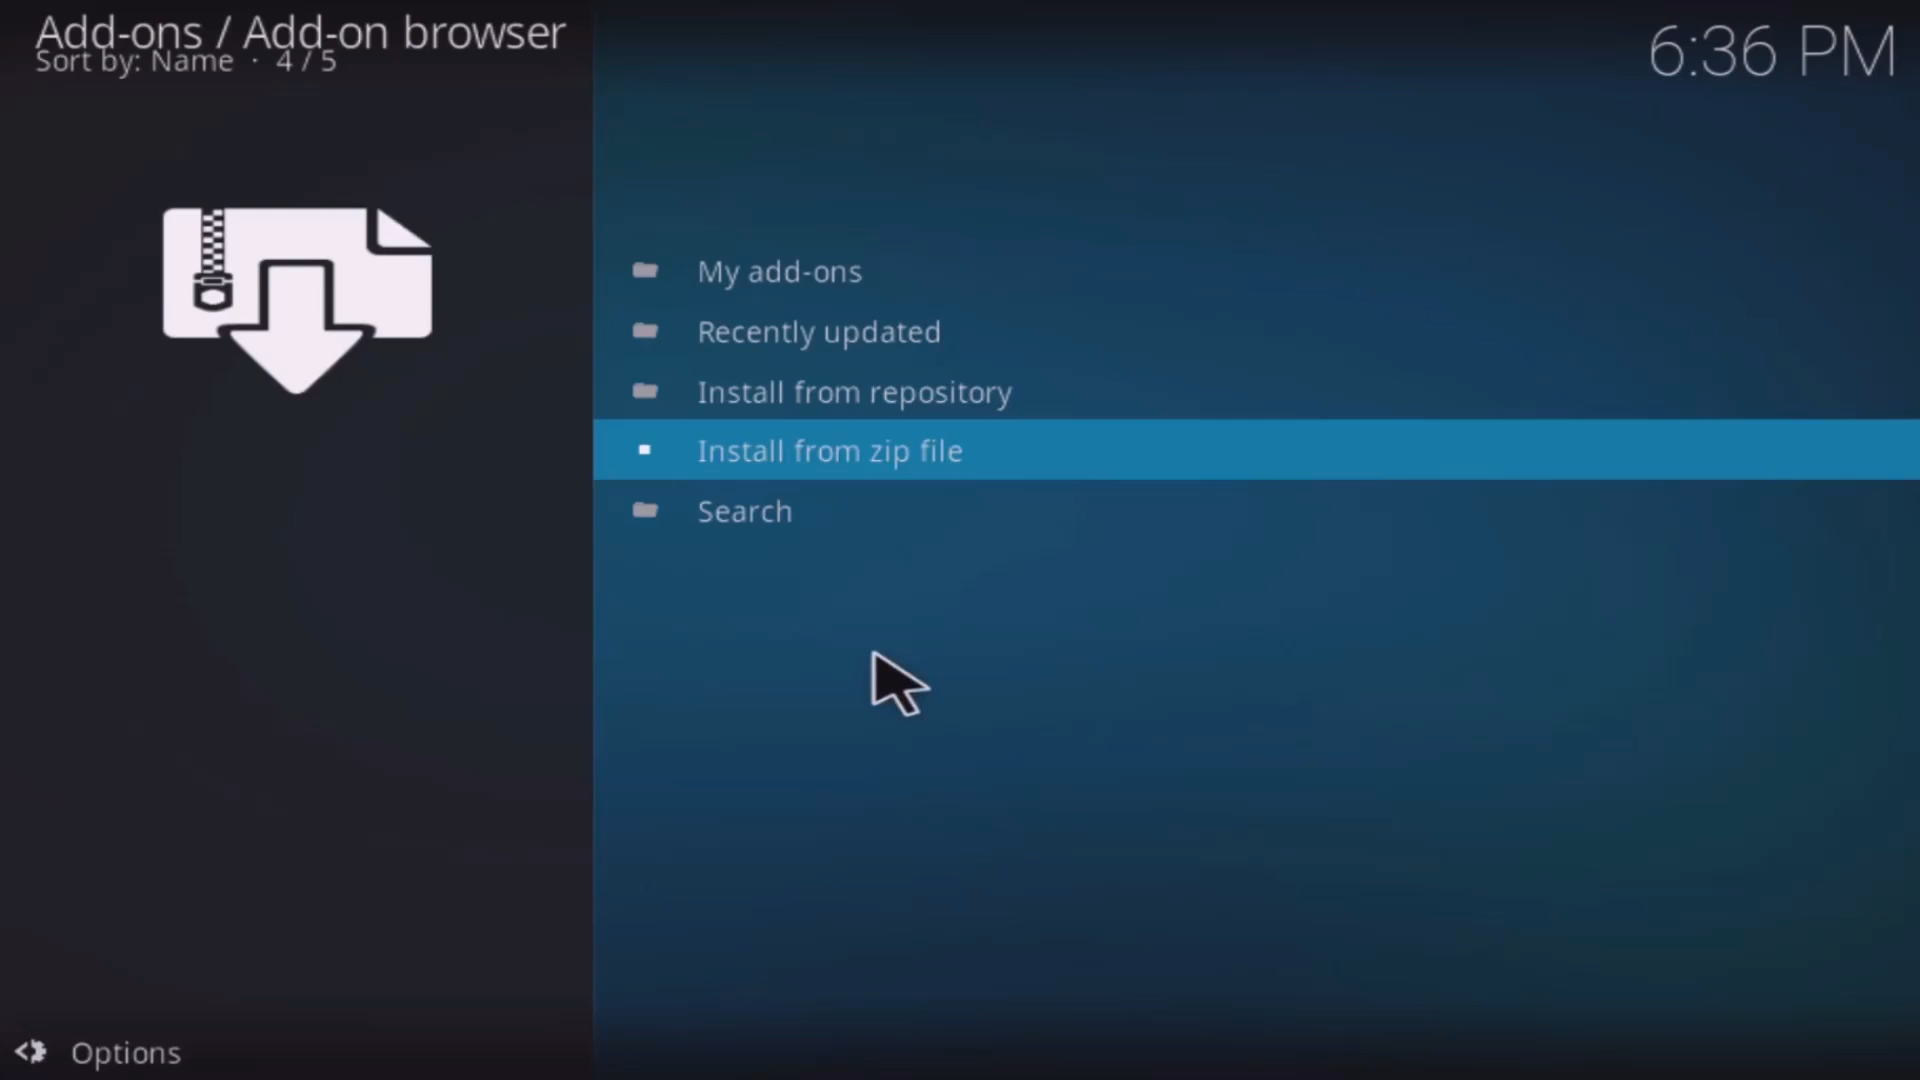 Add-ons / Add-on browser
Sort by: Name · 4 / 5
6:36 PM
My add-ons
Recently updated
Install from repository
Install from zip file
Search
Options